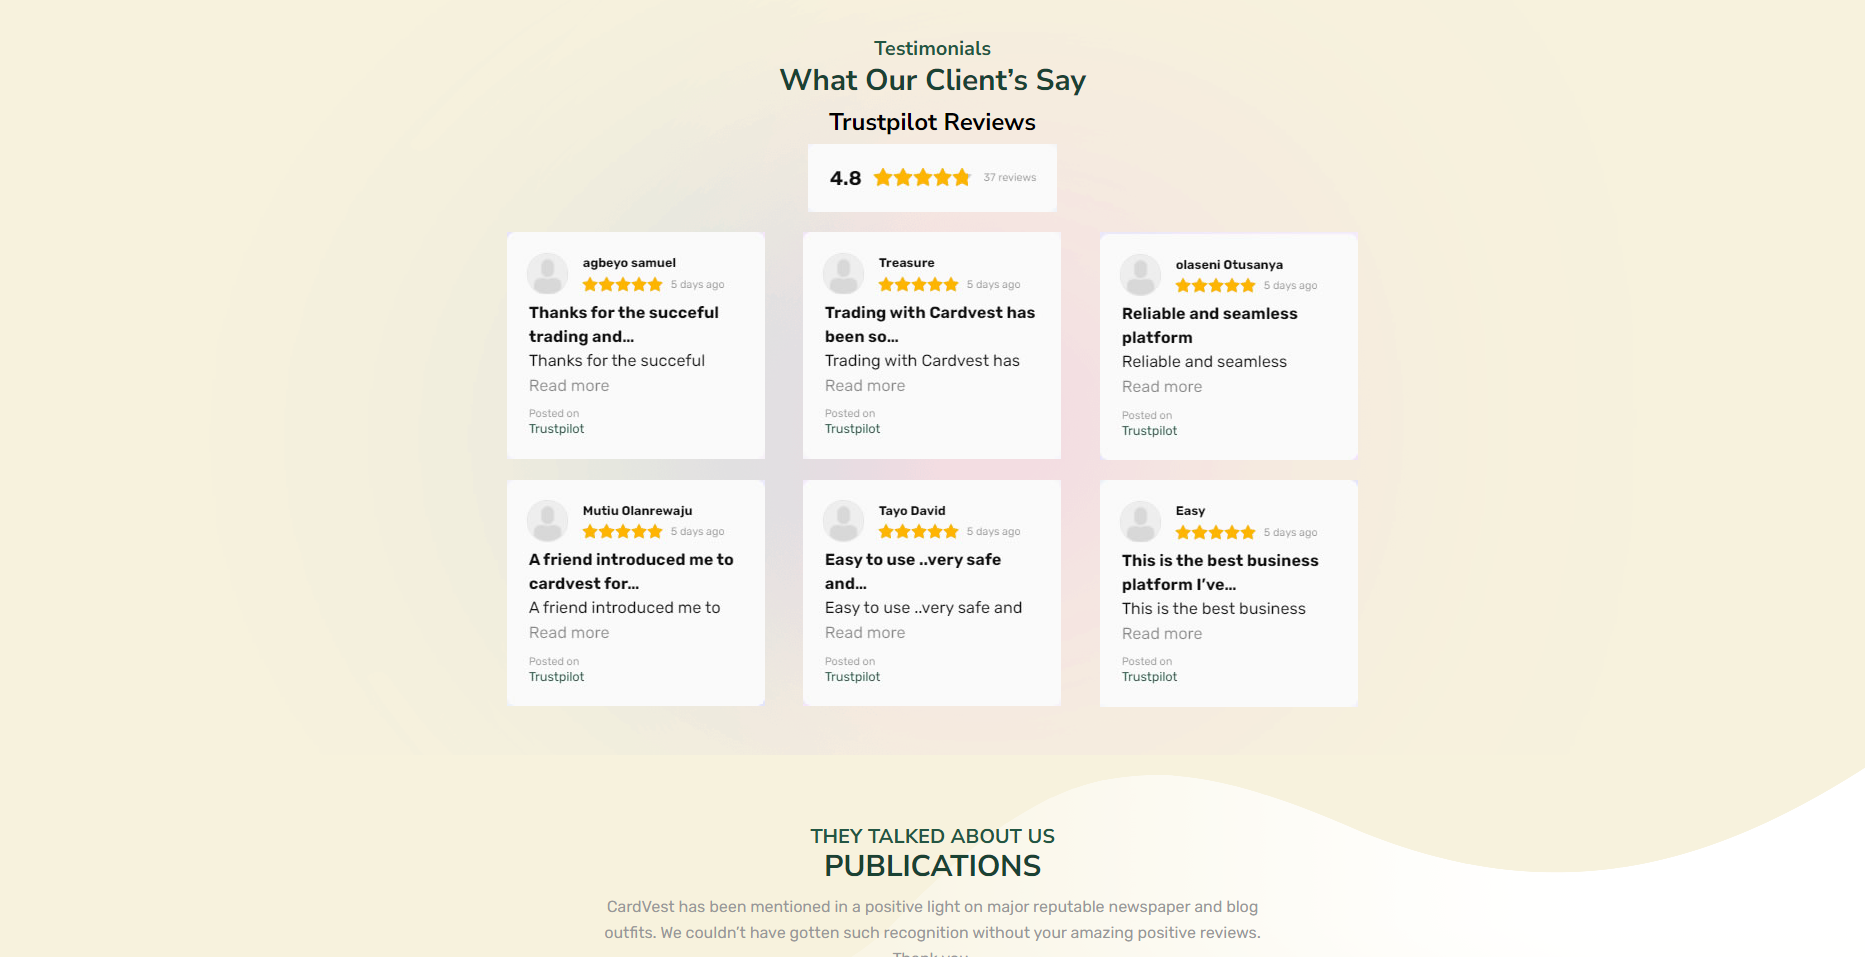 Testimonials
What Our Client’s Say
Trustpilot Reviews
4.8 37 reviews
agbeyo samuel
5 days ago
Thanks for the succeful
trading and...
Thanks for the succeful
Read more
Posted on
Trustpilot
Treasure
5 days ago
Trading with Cardvest has
been so...
Trading with Cardvest has
Read more
Posted on
Trustpilot
olaseni Otusanya
5 days ago
Reliable and seamless
platform
Reliable and seamless
Read more
Posted on
Trustpilot
Mutiu Olanrewaju
5 days ago
A friend introduced me to
cardvest for...
A friend introduced me to
Read more
Posted on
Trustpilot
Tayo David
5 days ago
Easy to use ..very safe
and...
Easy to use ..very safe and
Read more
Posted on
Trustpilot
Easy
5 days ago
This is the best business
platform I’ve...
This is the best business
Read more
Posted on
Trustpilot
THEY TALKED ABOUT US
PUBLICATIONS
CardVest has been mentioned in a positive light on major reputable newspaper and blog
outfits. We couldn’t have gotten such recognition without your amazing positive reviews.
Thank you